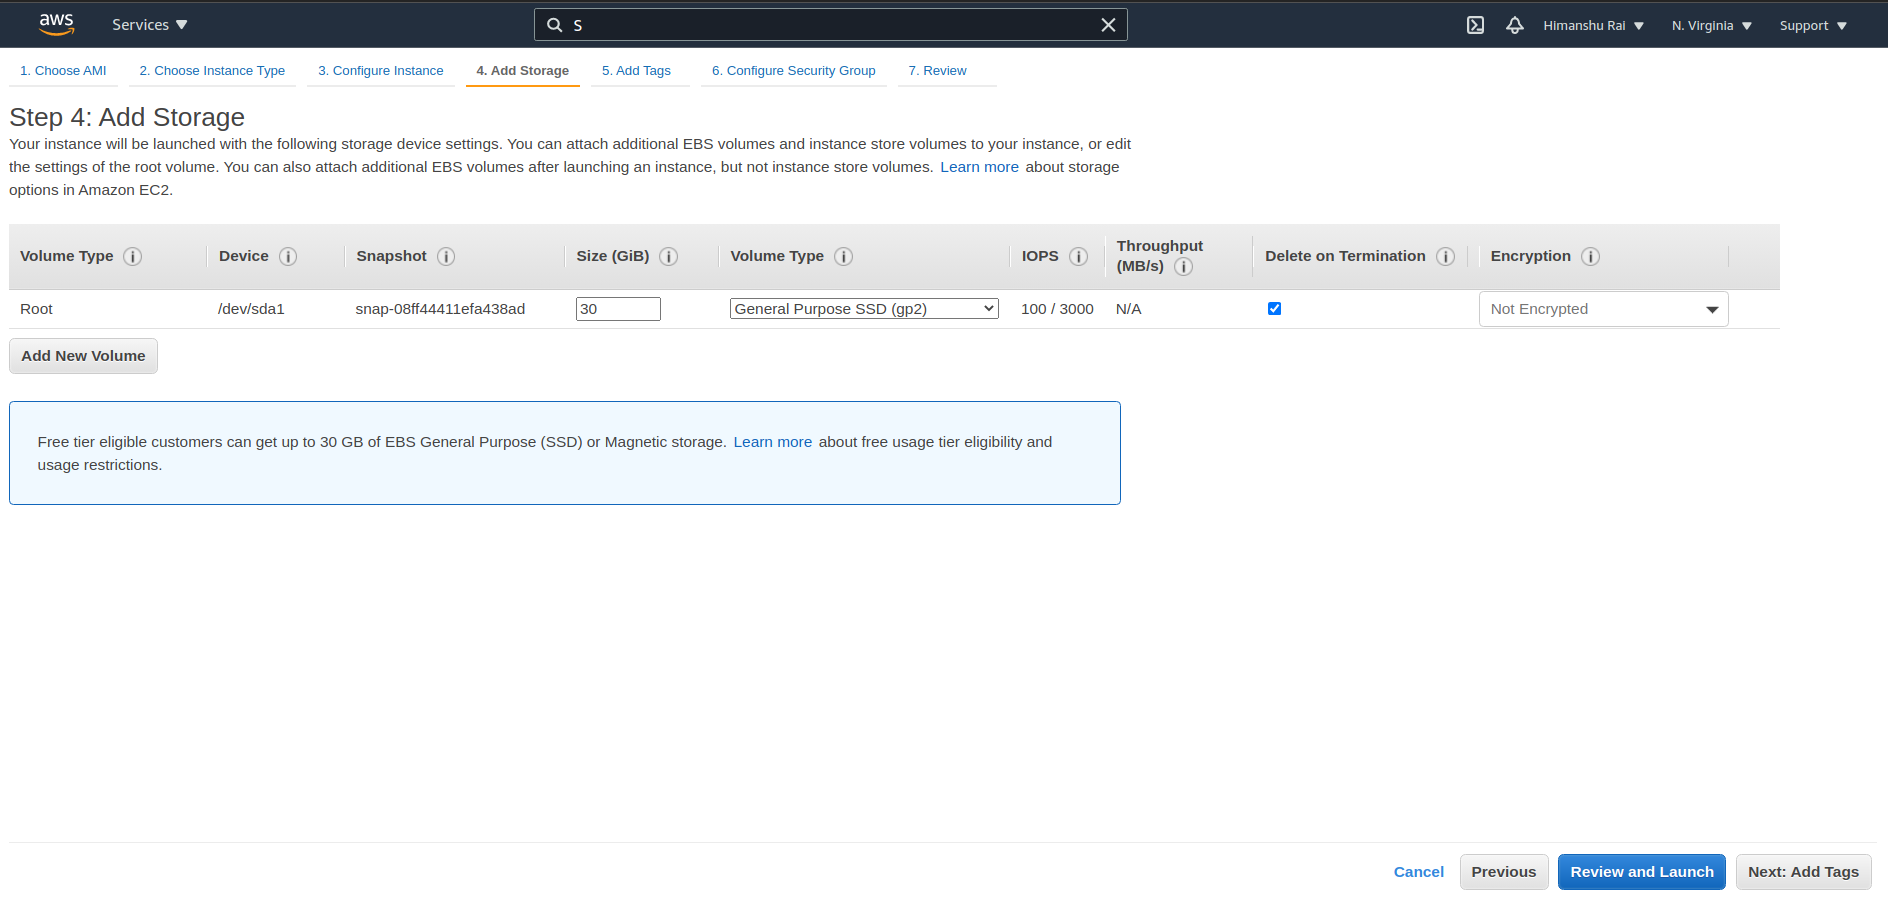 aws
Services
S
Himanshu Rai
N. Virginia
Support
1. Choose AMI
2. Choose Instance Type
3. Configure Instance
4. Add Storage
5. Add Tags
6. Configure Security Group
7. Review
Step 4: Add Storage
Your instance will be launched with the following storage device settings. You can attach additional EBS volumes and instance store volumes to your instance, or edit
the settings of the root volume. You can also attach additional EBS volumes after launching an instance, but not instance store volumes. Learn more about storage
options in Amazon EC2.
Volume Type i
Device i
Snapshot i
Size (GiB) i
Volume Type i
IOPS i
Throughput
(MB/s) i
Delete on Termination i
Encryption i
Root
/dev/sda1
snap-08ff44411efa438ad
30
General Purpose SSD (gp2)
100 / 3000
N/A
Not Encrypted
Add New Volume
Free tier eligible customers can get up to 30 GB of EBS General Purpose (SSD) or Magnetic storage. Learn more about free usage tier eligibility and
usage restrictions.
Cancel
Previous
Review and Launch
Next: Add Tags